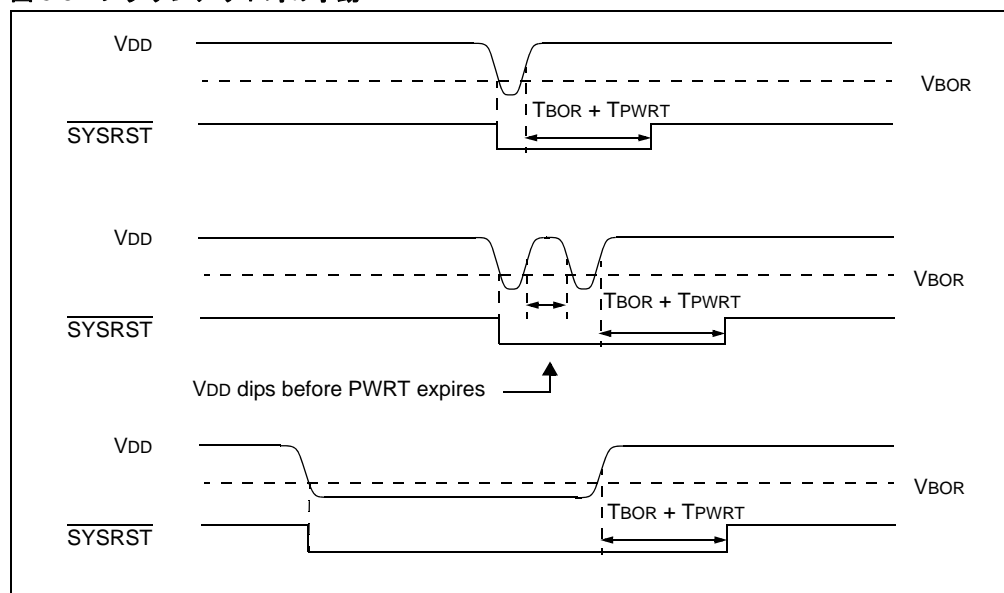 VDD
VBOR
TBOR + TPWRT
SYSRST
VDD
VBOR
TBOR + TPWRT
SYSRST
VDD dips before PWRT expires
VDD
VBOR
TBOR + TPWRT
SYSRST